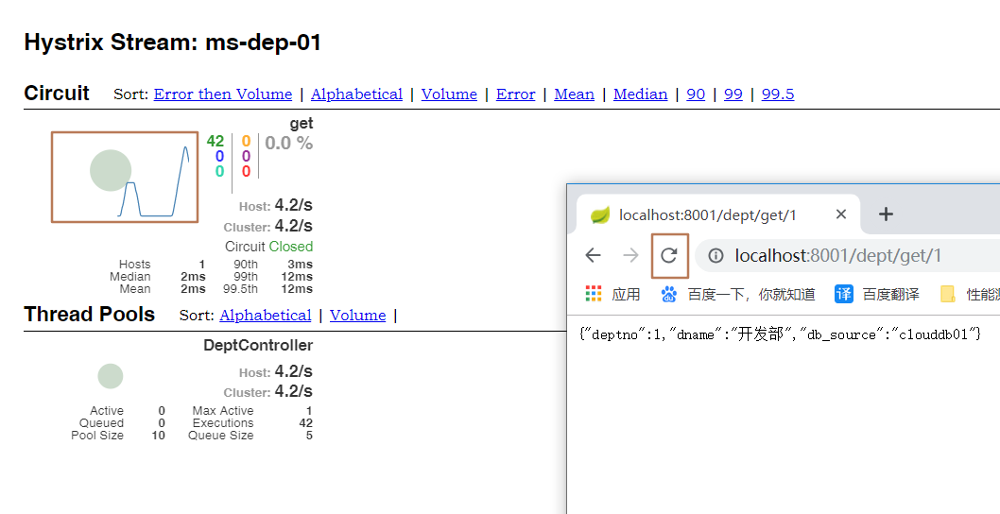 Hystrix Stream: ms-dep-01
Circuit Sort: Error then Volume | Alphabetical | Volume | Error | Mean | Median | 90 | 99 | 99.5
get
42 0 0.0 %
0 0
0 0
Host: 4.2/s
Cluster: 4.2/s
Circuit Closed
Hosts 1 90th 3ms
Median 2ms 99th 12ms
Mean 2ms 99.5th 12ms
Thread Pools Sort: Alphabetical | Volume |
DeptController
Host: 4.2/s
Cluster: 4.2/s
Active 0 Max Active 1
Queued 0 Executions 42
Pool Size 10 Queue Size 5
localhost:8001/dept/get/1
localhost:8001/dept/get/1
应用 百度一下，你就知道 译 百度翻译 性能
{"deptno":1,"dname":"开发部","db_source":"clouddb01"}